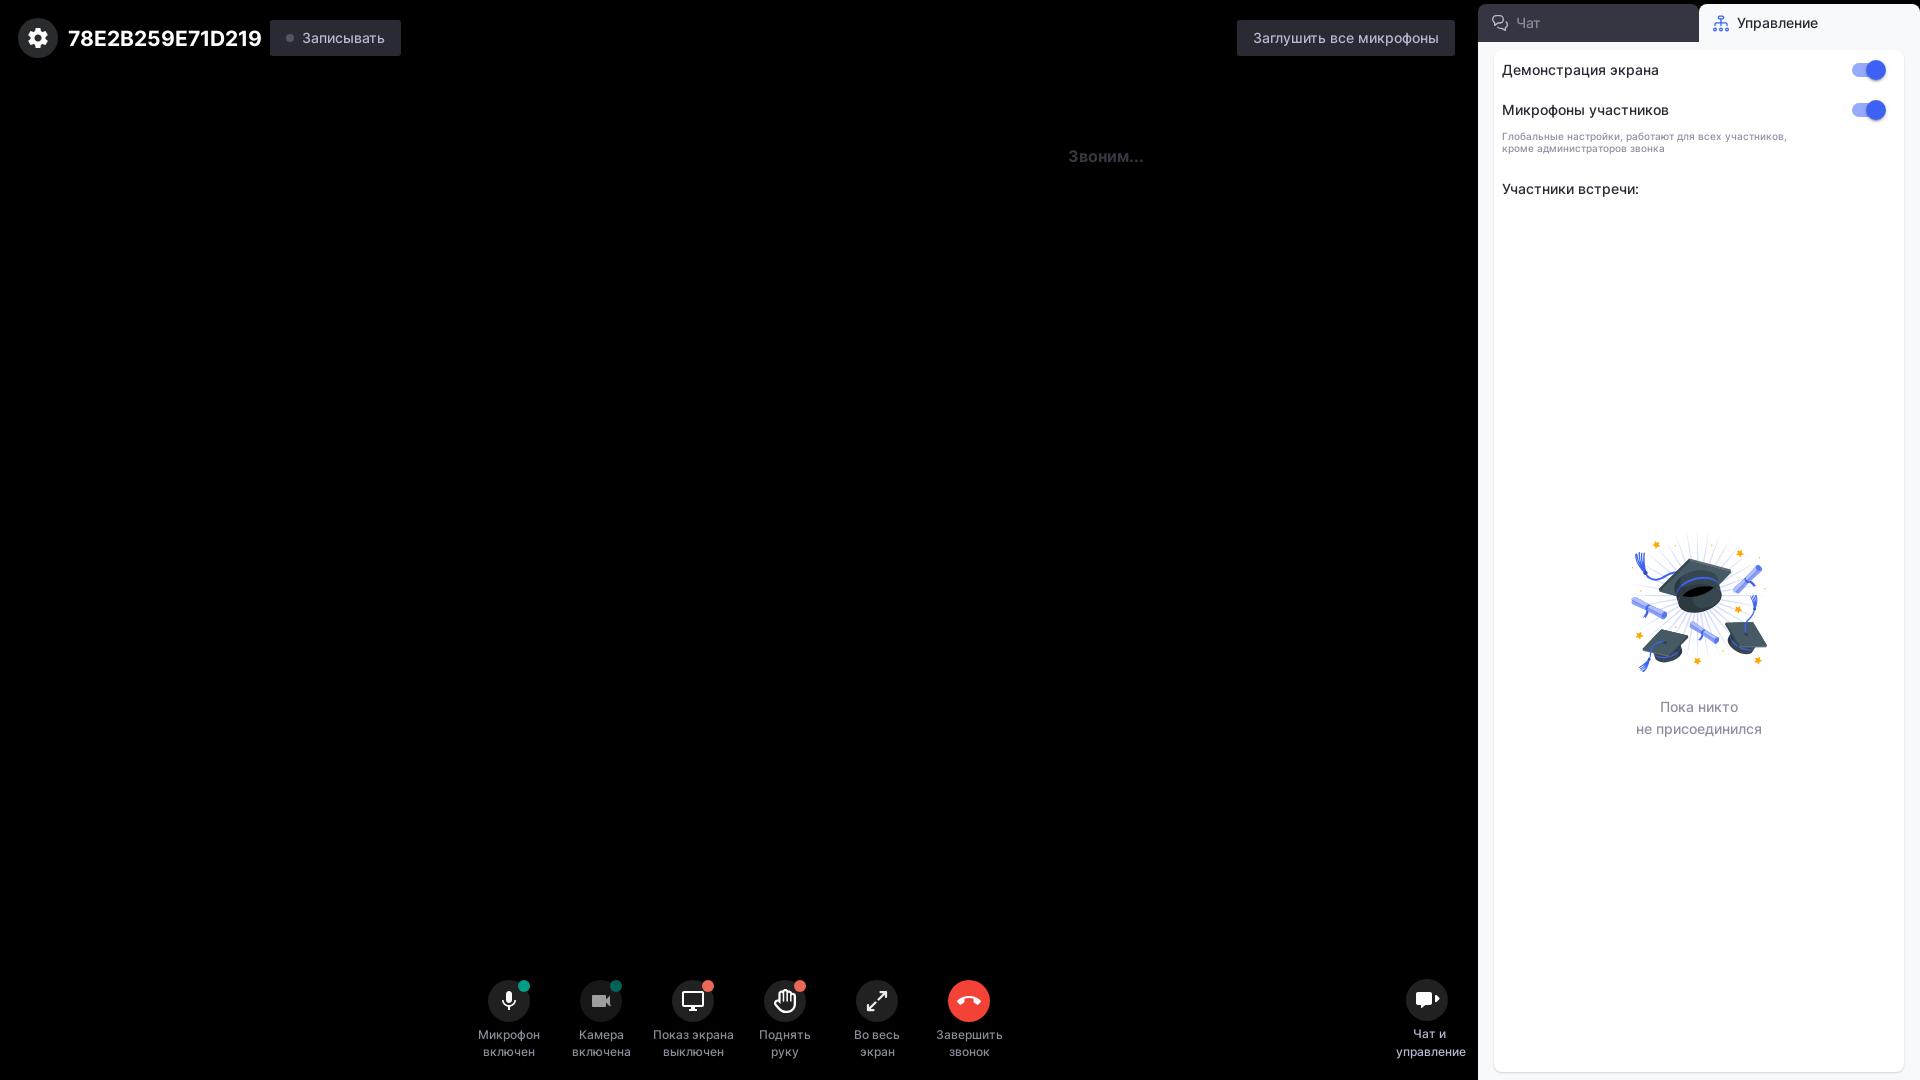 78E2B259E71D219
Записывать
Заглушить все микрофоны
Чат
Управление
Демонстрация экрана
Микрофоны участников
Глобальные настройки, работают для всех участников,
кроме администраторов звонка
Звоним...
Участники встречи:
Пока никто
не присоединился
Микрофон
включен
Камера
включена
Показ экрана
выключен
Поднять
руку
Во весь
экран
Завершить
звонок
Чат и
управление